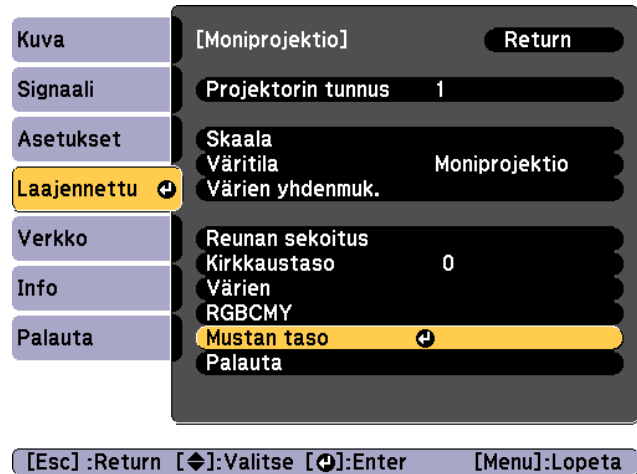 Kuva
Signaali
Asetukset
Laajennettu
Verkko
Info
Palauta
[Moniprojektio] Return
Projektorin tunnus 1
Skaala
Väritila Moniprojektio
Värien yhdenmuk.
Reunan sekoitus
Kirkkaustaso 0
Värien
RGBCMY
Mustan taso
Palauta
[Esc] :Return [◆]:Valitse [↵]:Enter [Menu]:Lopeta